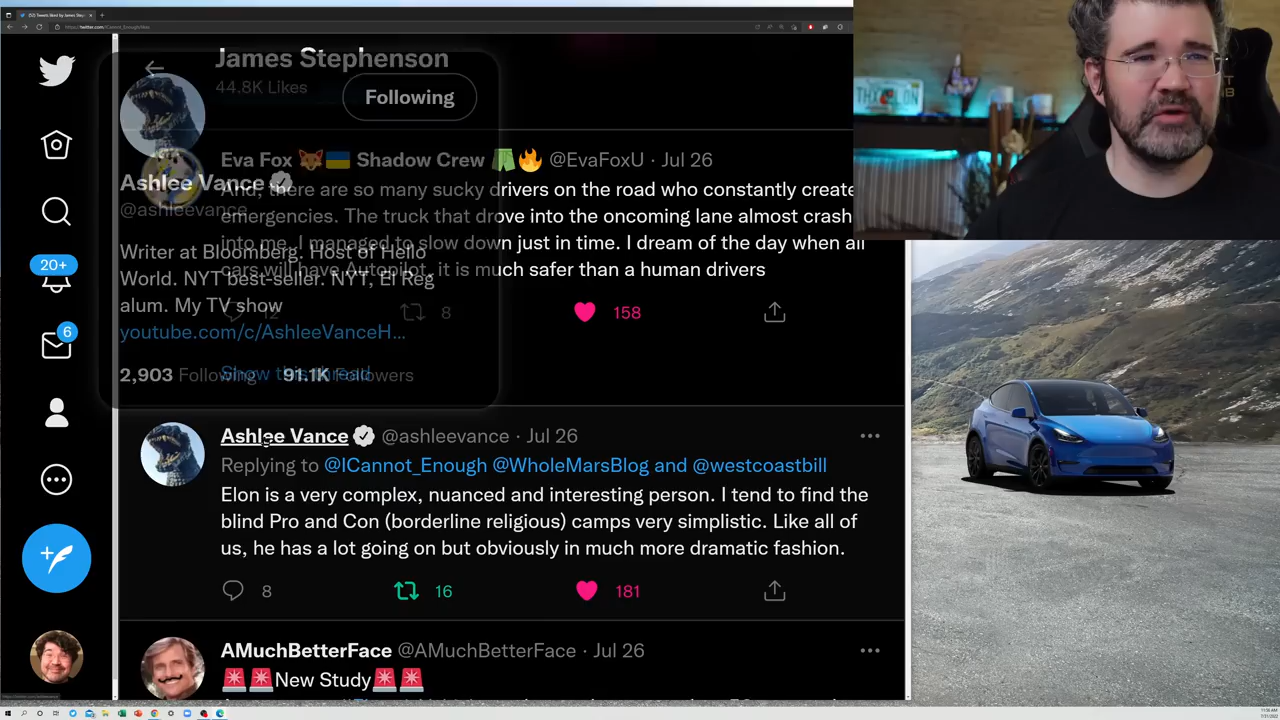 James Stephenson
44.8K Likes
Following
Eva Fox 🦊🇺🇦 Shadow Crew 🩳🔥 @EvaFoxU · Jul 26
And, there are so many sucky drivers on the road who constantly create
emergencies. The truck that drove into the oncoming lane almost crash
into me. I managed to slow down just in time. I dream of the day when all
cars will have Autopilot, it is much safer than a human drivers
12
8
158
Show this thread
Ashlee Vance
@ashleevance
Writer at Bloomberg. Host of Hello
World. NYT best-seller. NYT, El Reg
alum. My TV show
youtube.com/c/AshleeVanceH...
2,903 Following 91.1K Followers
20+
6
Ashlee Vance @ashleevance · Jul 26
Replying to @ICannot_Enough @WholeMarsBlog and @westcoastbill
Elon is a very complex, nuanced and interesting person. I tend to find the
blind Pro and Con (borderline religious) camps very simplistic. Like all of
us, he has a lot going on but obviously in much more dramatic fashion.
8
16
181
AMuchBetterFace @AMuchBetterFace · Jul 26
🚨🚨New Study🚨🚨